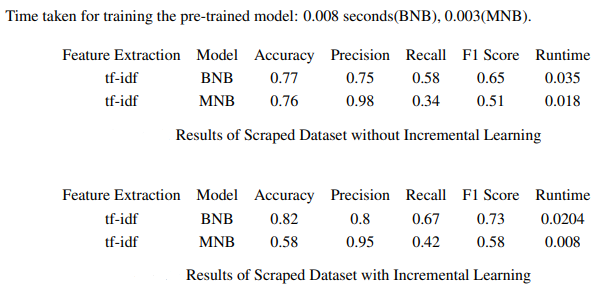 Time taken for training the pre-trained model: 0.008 seconds(BNB), 0.003(MNB).
Feature Extraction Model Accuracy Precision Recall F1 Score Runtime
tf-idf BNB 0.77 0.75 0.58 0.65 0.035
tf-idf MNB 0.76 0.98 0.34 0.51 0.018
Results of Scraped Dataset without Incremental Learning
Feature Extraction Model Accuracy Precision Recall F1 Score Runtime
tf-idf BNB 0.82 0.8 0.67 0.73 0.0204
tf-idf MNB 0.58 0.95 0.42 0.58 0.008
Results of Scraped Dataset with Incremental Learning